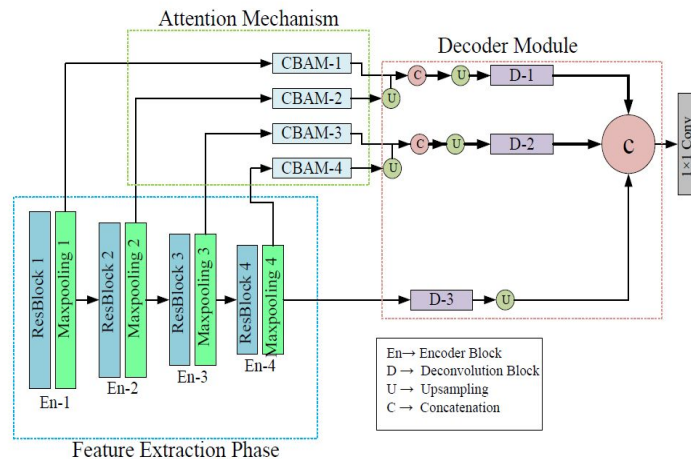 Attention Mechanism
Decoder Module
CBAM-1
CBAM-2
CBAM-3
CBAM-4
U
U
C
U
D-1
C
U
D-2
C
1×1 Conv
ResBlock 1
Maxpooling 1
ResBlock 2
Maxpooling 2
ResBlock 3
Maxpooling 3
ResBlock 4
Maxpooling 4
D-3
U
En-1
En-2
En-3
En-4
En→ Encoder Block
D → Deconvolution Block
U → Upsampling
C → Concatenation
Feature Extraction Phase